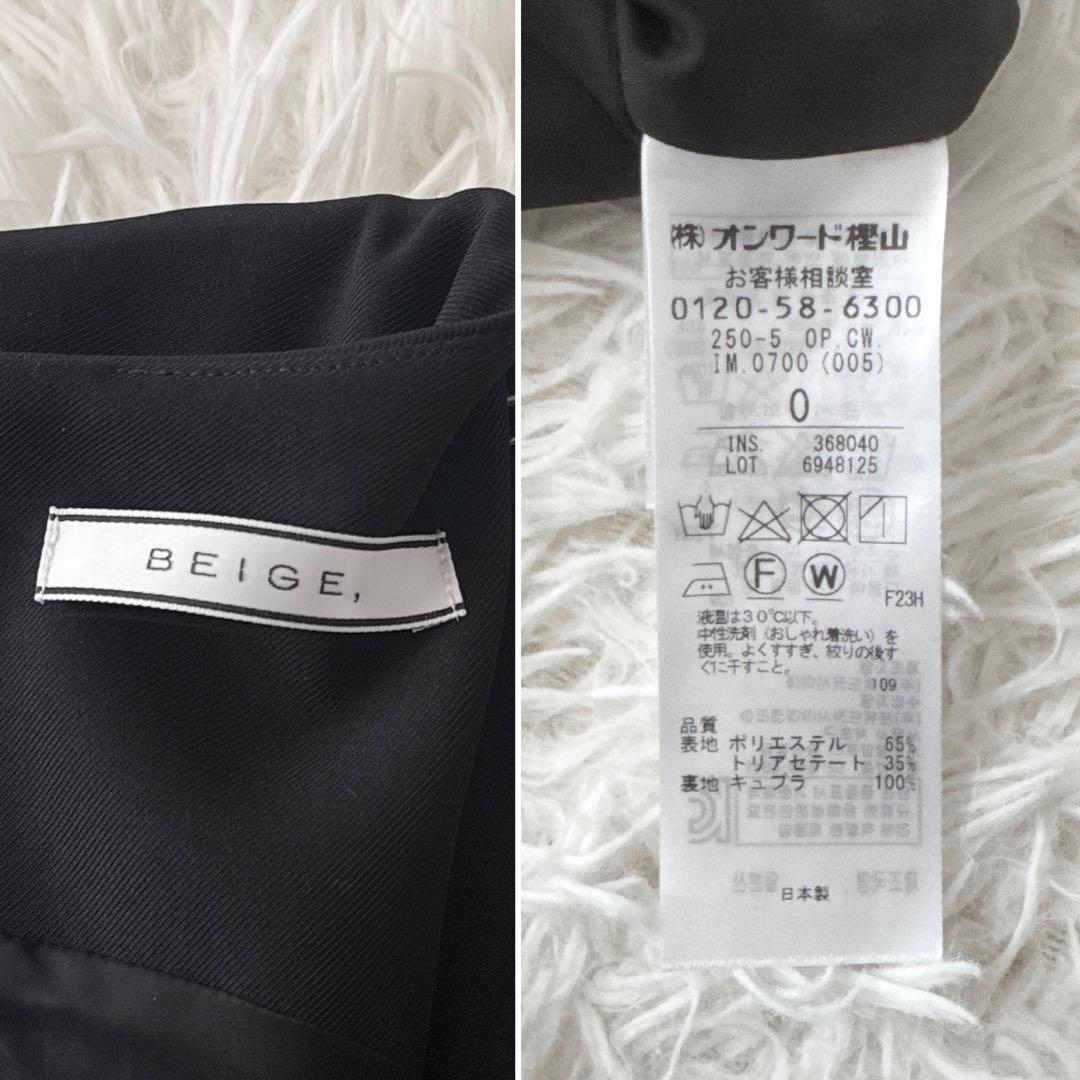 BEIGE,
(株)オンワード樫山
お客様相談室
0120-58-6300
250-5 OP.CW.
IM.0700 (005)
0
INS. 368040
LOT 6948125
F
W
F23H
液温は30℃以下。
中性洗剤(おしゃれ着洗い)を
使用。よくすすぎ、絞りの後す
ぐに干すこと。
109
品質
表地 ポリエステル 65%
トリアセテート 35%
裏地 キュプラ 100%
日本製